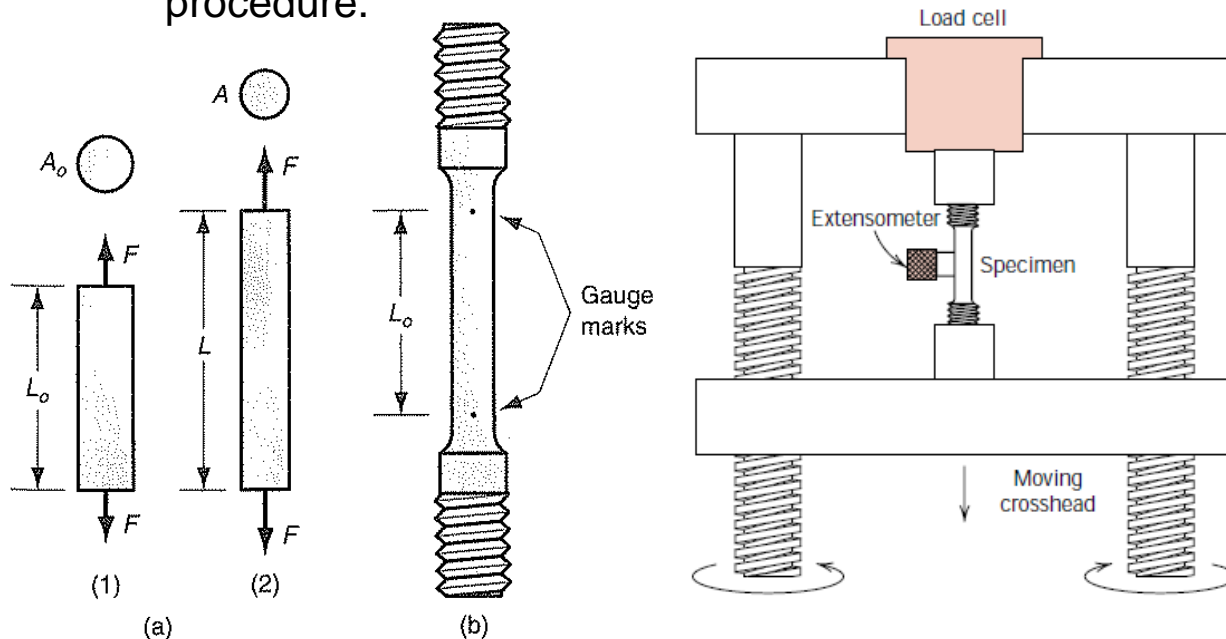 procedure.
A
Aₒ
F
F
Lₒ
L
F
F
(1)
(2)
(a)
Lₒ
Gauge
marks
(b)
Load cell
Extensometer
Specimen
Moving
crosshead